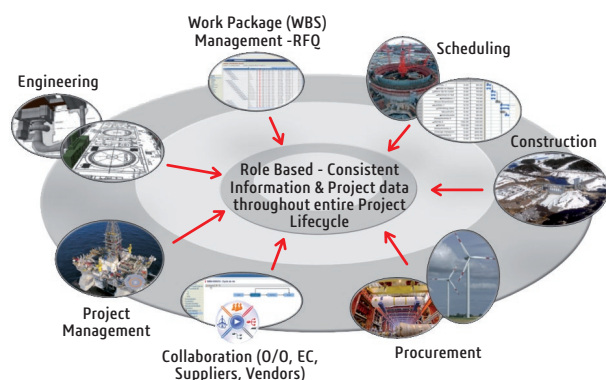 Work Package (WBS)
Management -RFQ
Scheduling
Engineering
Construction
Role Based - Consistent
Information & Project data
throughout entire Project
Lifecycle
Project
Management
Collaboration (O/O, EC,
Suppliers, Vendors)
Procurement